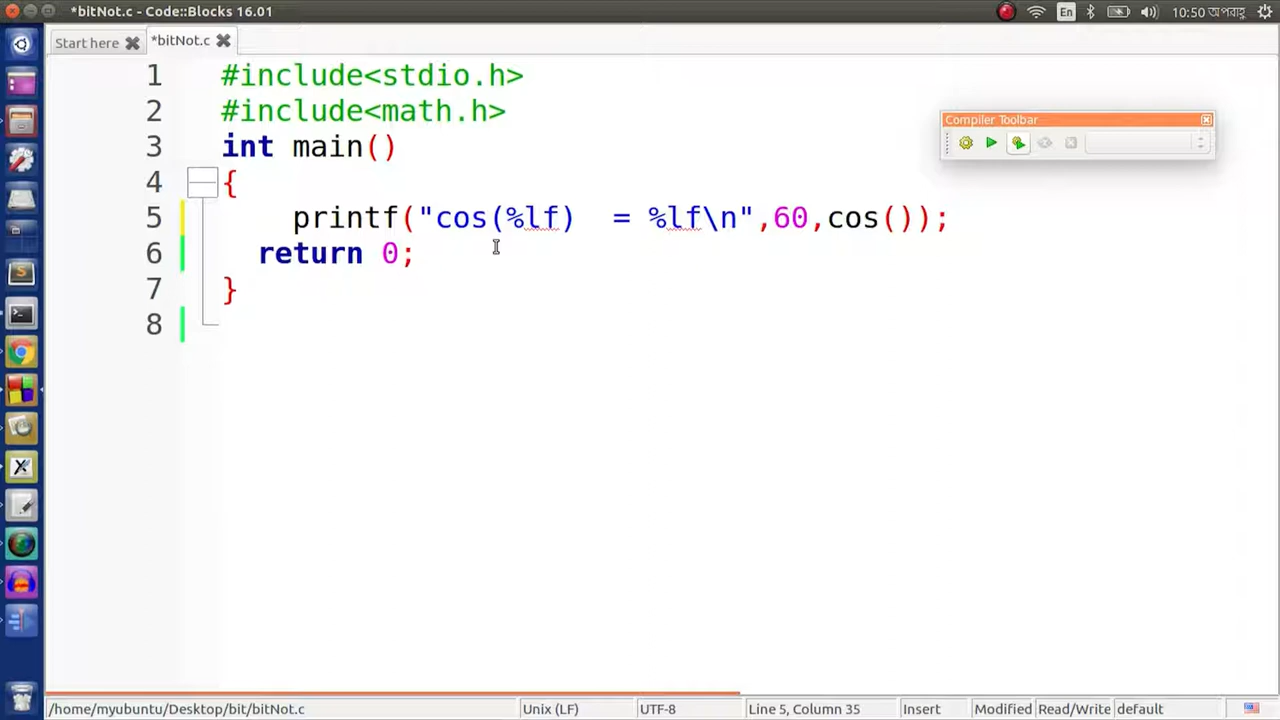 *bitNot.c - Code::Blocks 16.01
En
10:50 অপরাহ্ণ
Start here
*bitNot.c
Compiler Toolbar
1 #include<stdio.h>
2 #include<math.h>
3 int main()
4 {
5 printf("cos(%lf)  = %lf\n",60,cos());
6 return 0;
7 }
8
/home/myubuntu/Desktop/bit/bitNot.c
Unix (LF)
UTF-8
Line 5, Column 35
Insert
Modified
Read/Write
default